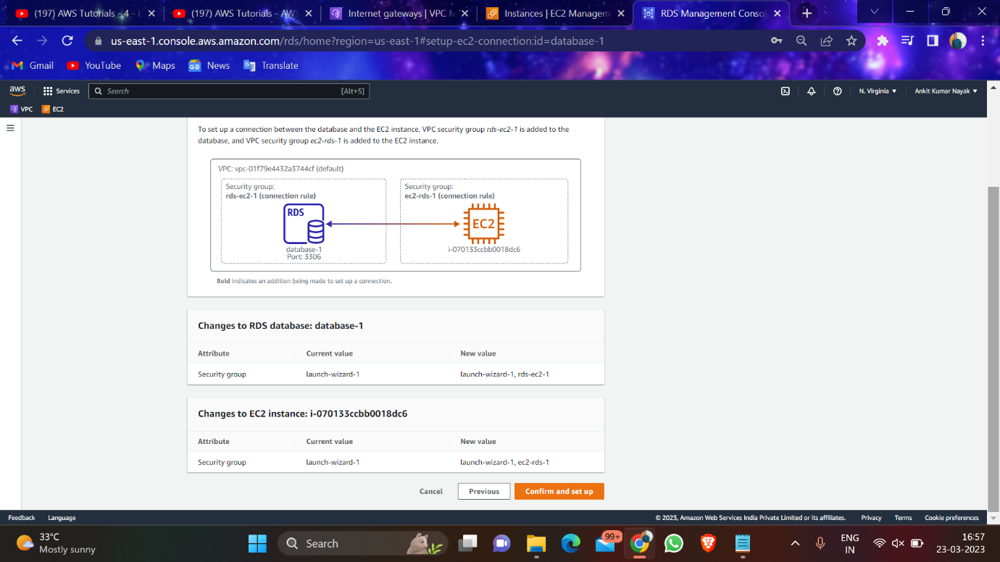 (197) AWS Tutorials - 4 -
(197) AWS Tutorials - AW
Internet gateways | VPC
Instances | EC2 Managem
RDS Management Conso
us-east-1.console.aws.amazon.com/rds/home?region=us-east-1#setup-ec2-connection:id=database-1
Gmail
YouTube
Maps
News
Translate
aws
Services
Search
[Alt+S]
N. Virginia
Ankit Kumar Nayak
VPC
EC2
To set up a connection between the database and the EC2 instance, VPC security group rds-ec2-1 is added to the
database, and VPC security group ec2-rds-1 is added to the EC2 instance.
VPC: vpc-01f79e4432a3744cf (default)
Security group:
rds-ec2-1 (connection rule)
RDS
database-1
Port: 3306
Security group:
ec2-rds-1 (connection rule)
EC2
i-070133ccbb0018dc6
Bold indicates an addition being made to set up a connection.
Changes to RDS database: database-1
Attribute Current value New value
Security group launch-wizard-1 launch-wizard-1, rds-ec2-1
Changes to EC2 instance: i-070133ccbb0018dc6
Attribute Current value New value
Security group launch-wizard-1 launch-wizard-1, ec2-rds-1
Cancel
Previous
Confirm and set up
Feedback
Language
© 2023, Amazon Web Services India Private Limited or its affiliates.
Privacy
Terms
Cookie preferences
33°C
Mostly sunny
Search
99+
ENG
IN
16:57
23-03-2023